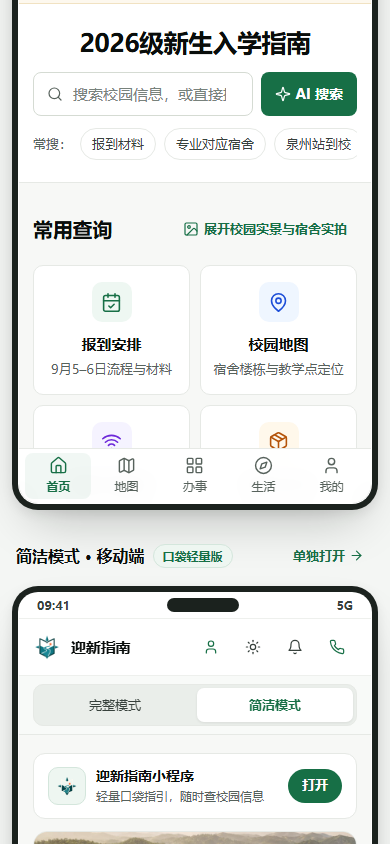 2026级新生入学指南
搜索校园信息，或直接
AI 搜索
常搜：
报到材料
专业对应宿舍
泉州站到校
常用查询
展开校园实景与宿舍实拍
报到安排
9月5–6日流程与材料
校园地图
宿舍楼栋与教学点定位
首页
地图
办事
生活
我的
简洁模式 • 移动端
口袋轻量版
单独打开 →
09:41
5G
迎新指南
完整模式
简洁模式
迎新指南小程序
轻量口袋指引，随时查校园信息
打开